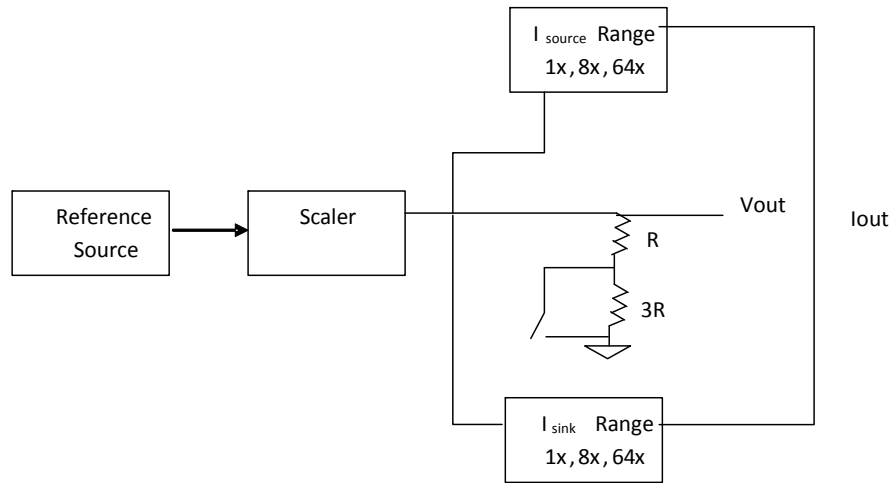 I source Range
1x, 8x, 64x
Reference
Source
Scaler
Vout
Iout
R
3R
I sink Range
1x, 8x, 64x